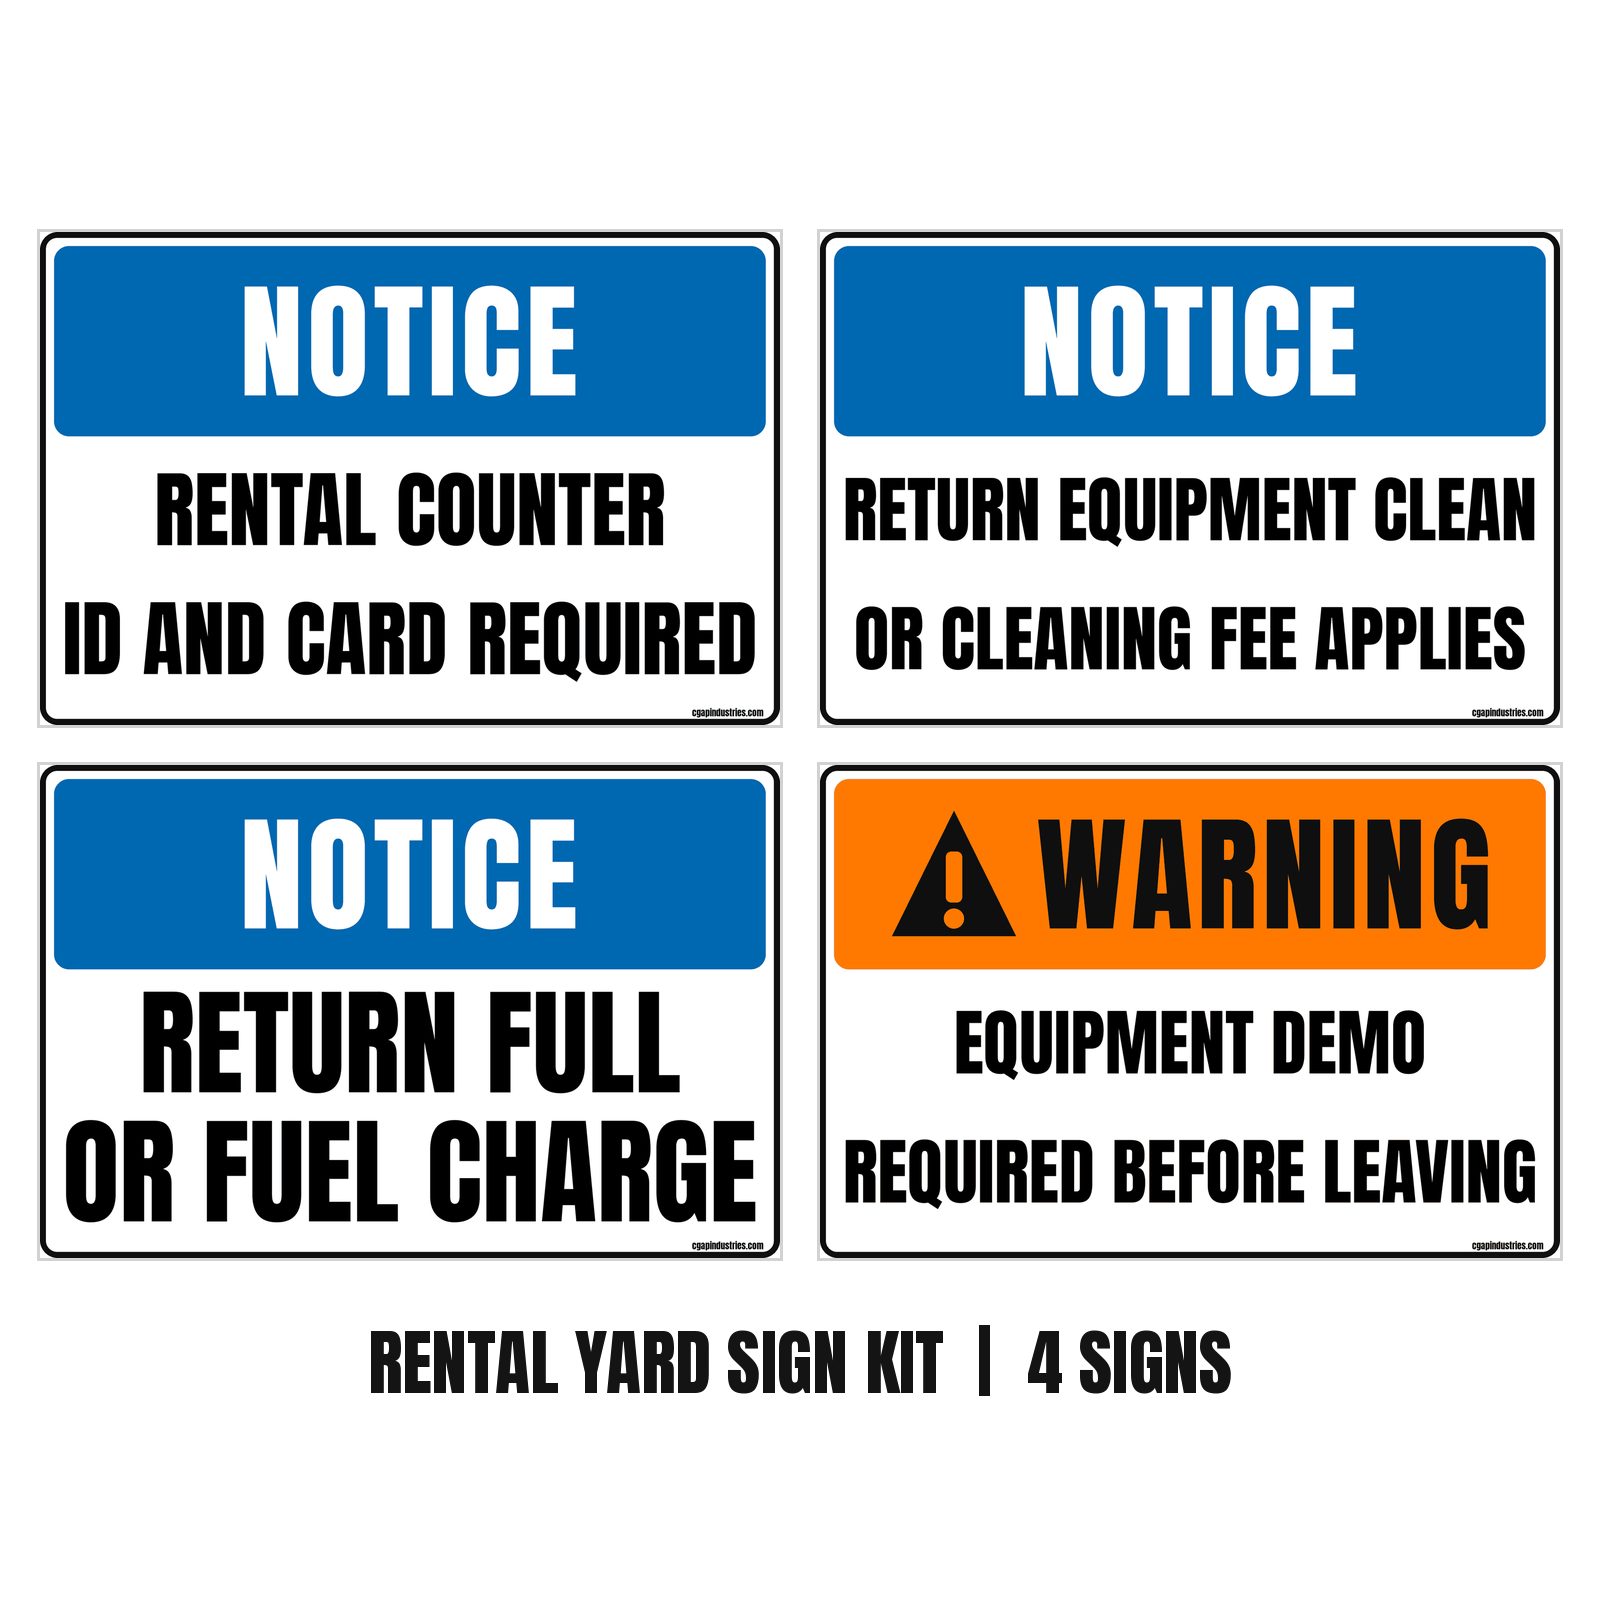 NOTICE
RENTAL COUNTER
ID AND CARD REQUIRED
cgapindustries.com
NOTICE
RETURN EQUIPMENT CLEAN
OR CLEANING FEE APPLIES
cgapindustries.com
NOTICE
RETURN FULL
OR FUEL CHARGE
cgapindustries.com
WARNING
EQUIPMENT DEMO
REQUIRED BEFORE LEAVING
cgapindustries.com
RENTAL YARD SIGN KIT | 4 SIGNS